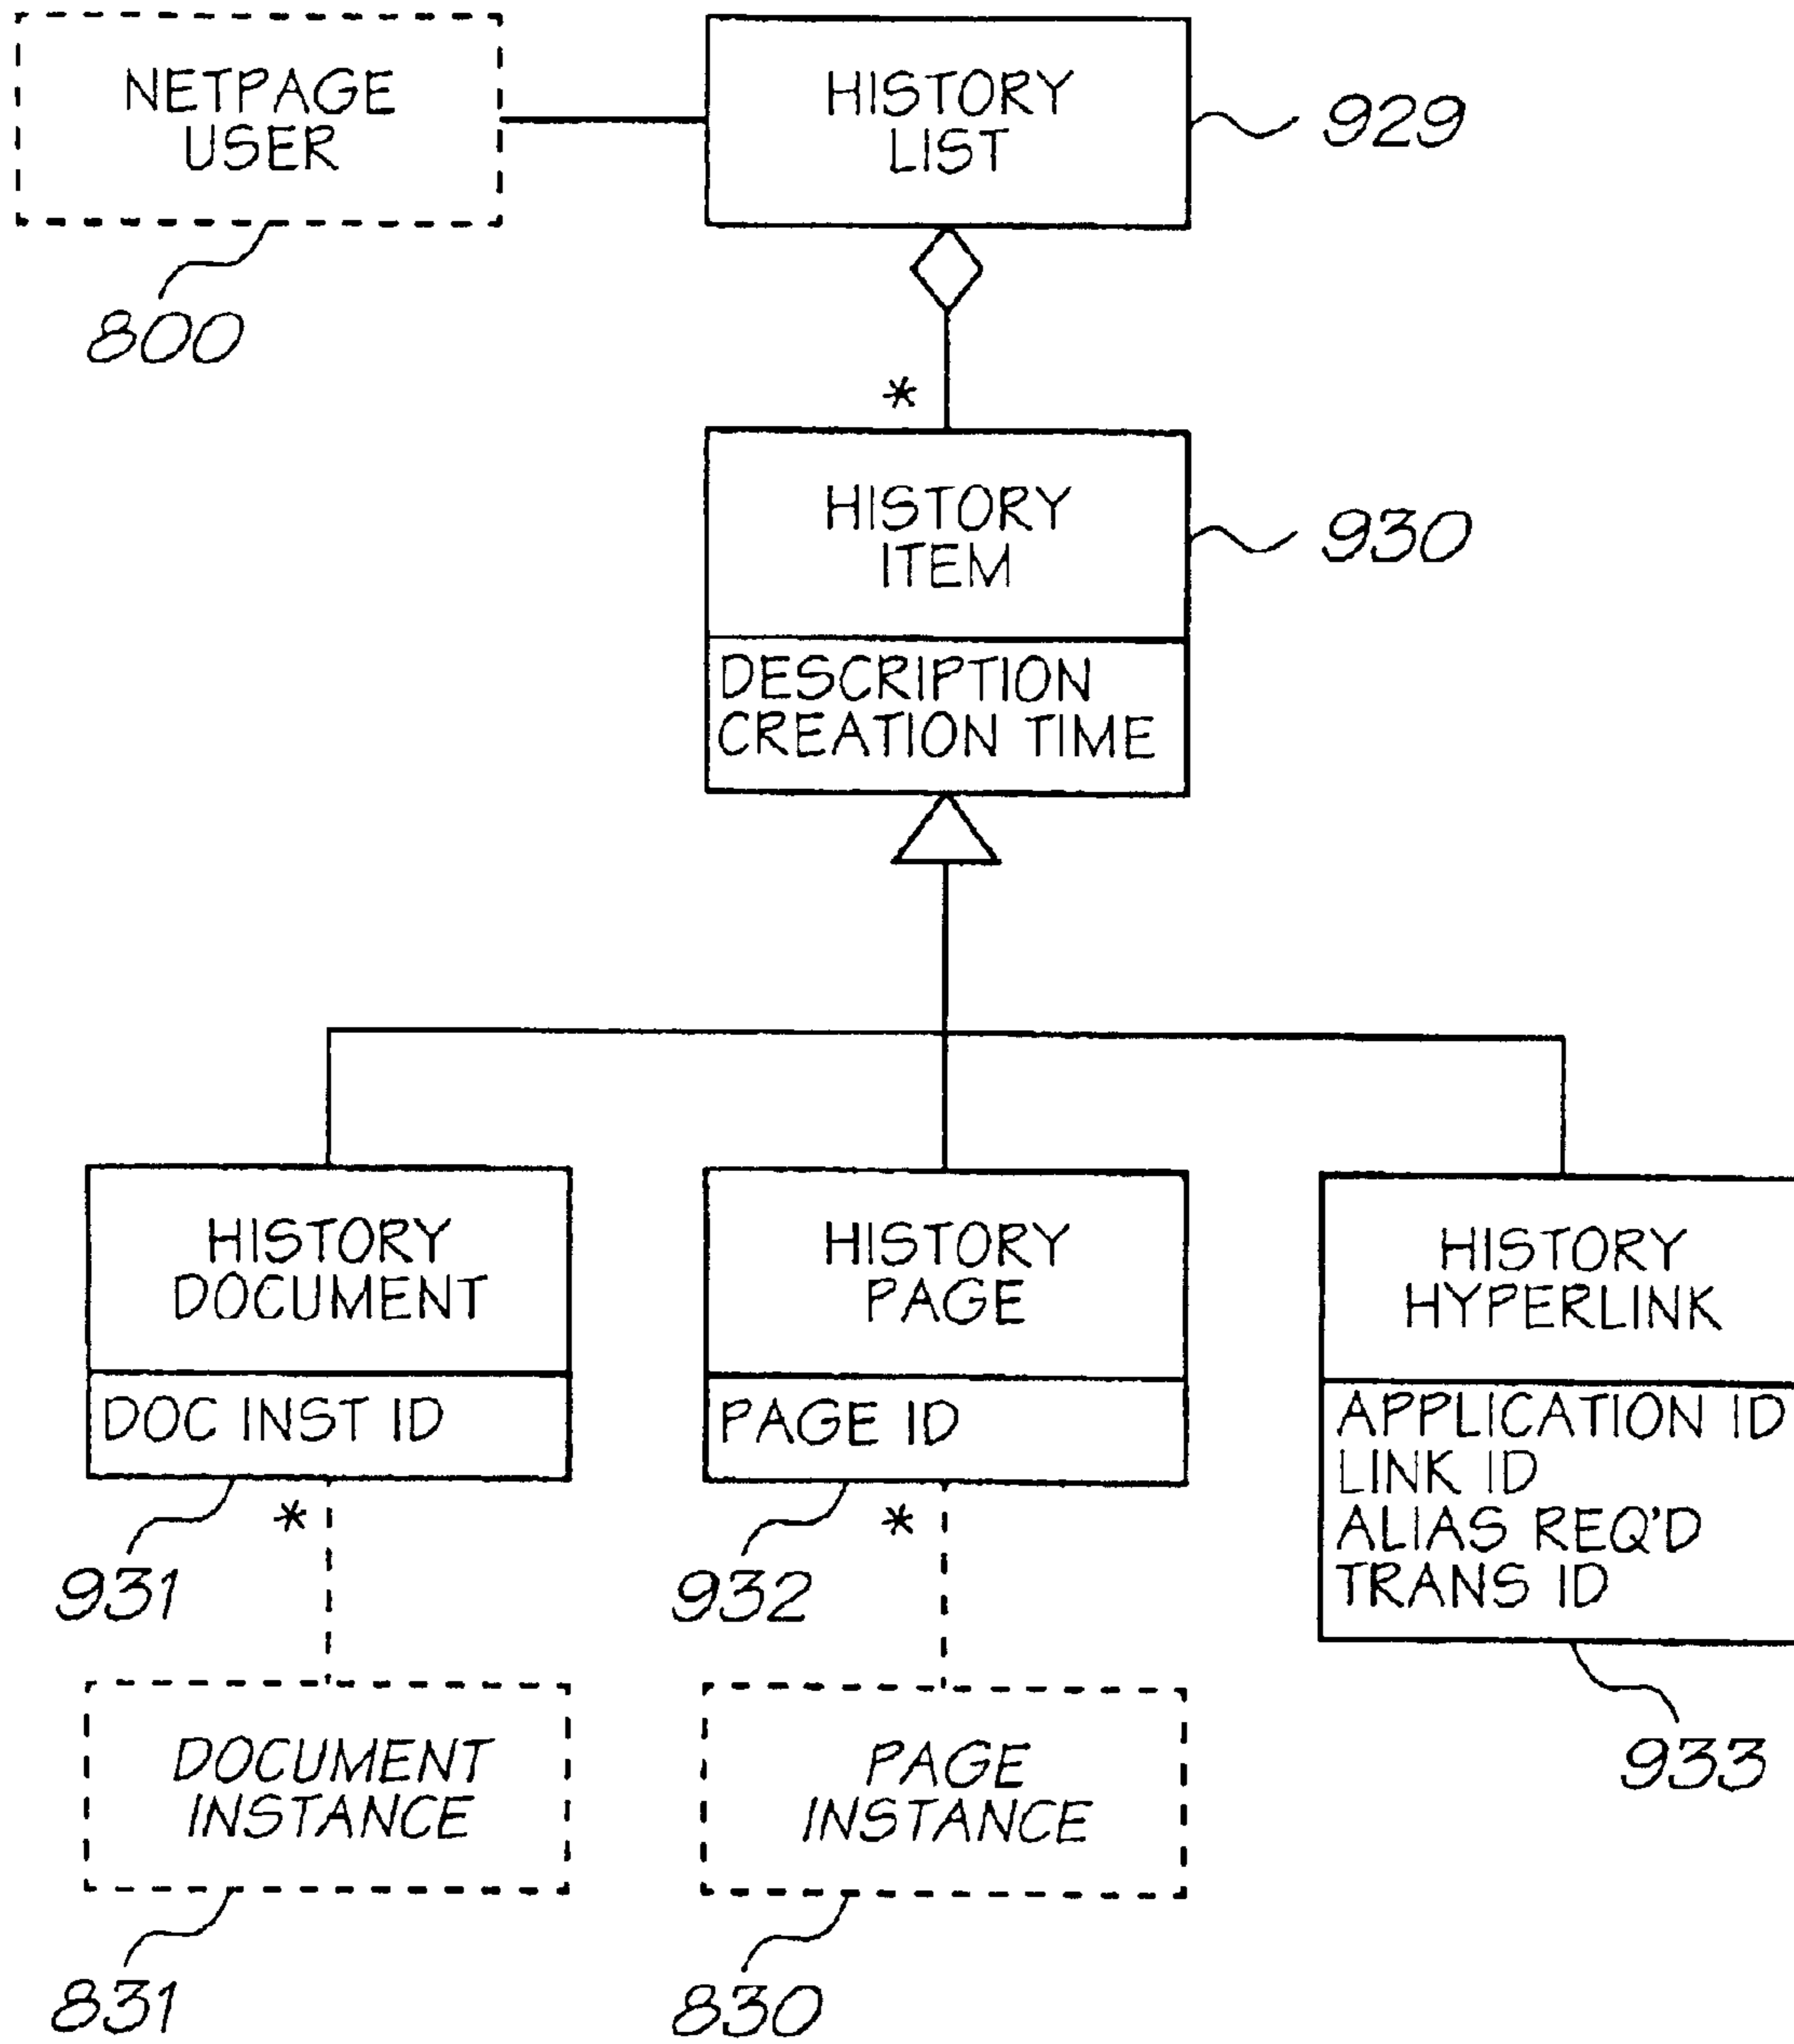 NETPAGE
USER
800
HISTORY
LIST
929
*
HISTORY
ITEM
930
DESCRIPTION
CREATION TIME
HISTORY
DOCUMENT
DOC INST ID
931
*
HISTORY
PAGE
PAGE ID
932
*
HISTORY
HYPERLINK
APPLICATION ID
LINK ID
ALIAS REQ'D
TRANS ID
933
DOCUMENT
INSTANCE
831
PAGE
INSTANCE
830